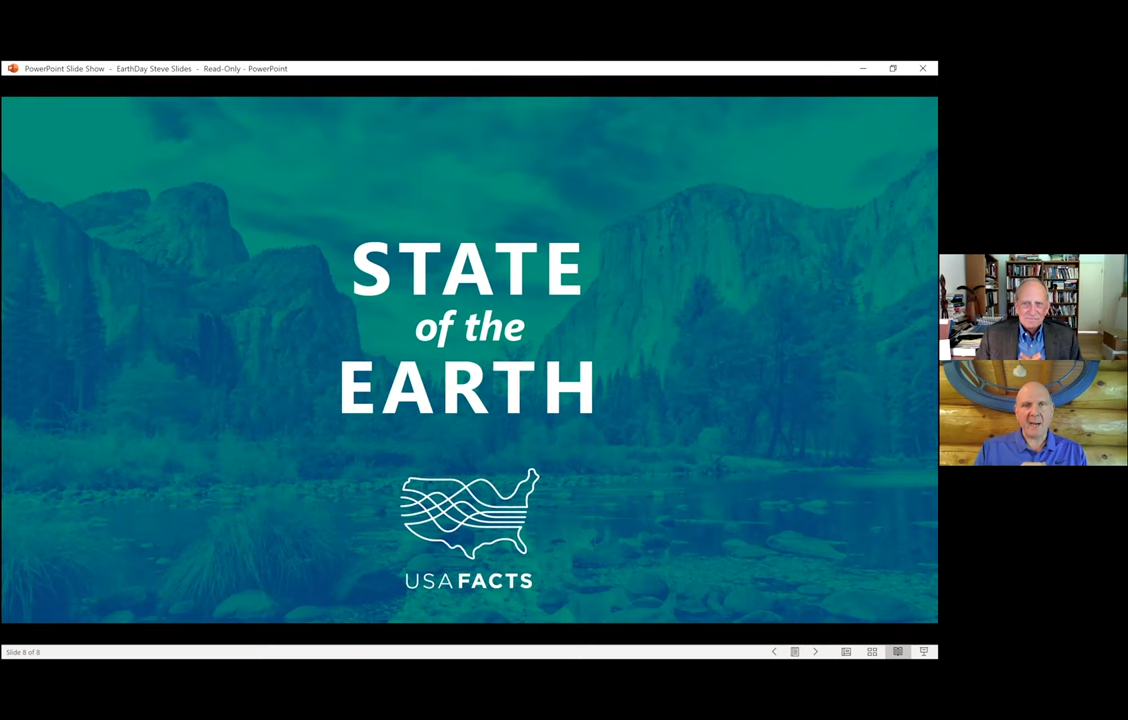 PowerPoint Slide Show - EarthDay Steve Slides - Read-Only - PowerPoint
STATE
of the
EARTH
USAFACTS
Slide 8 of 8